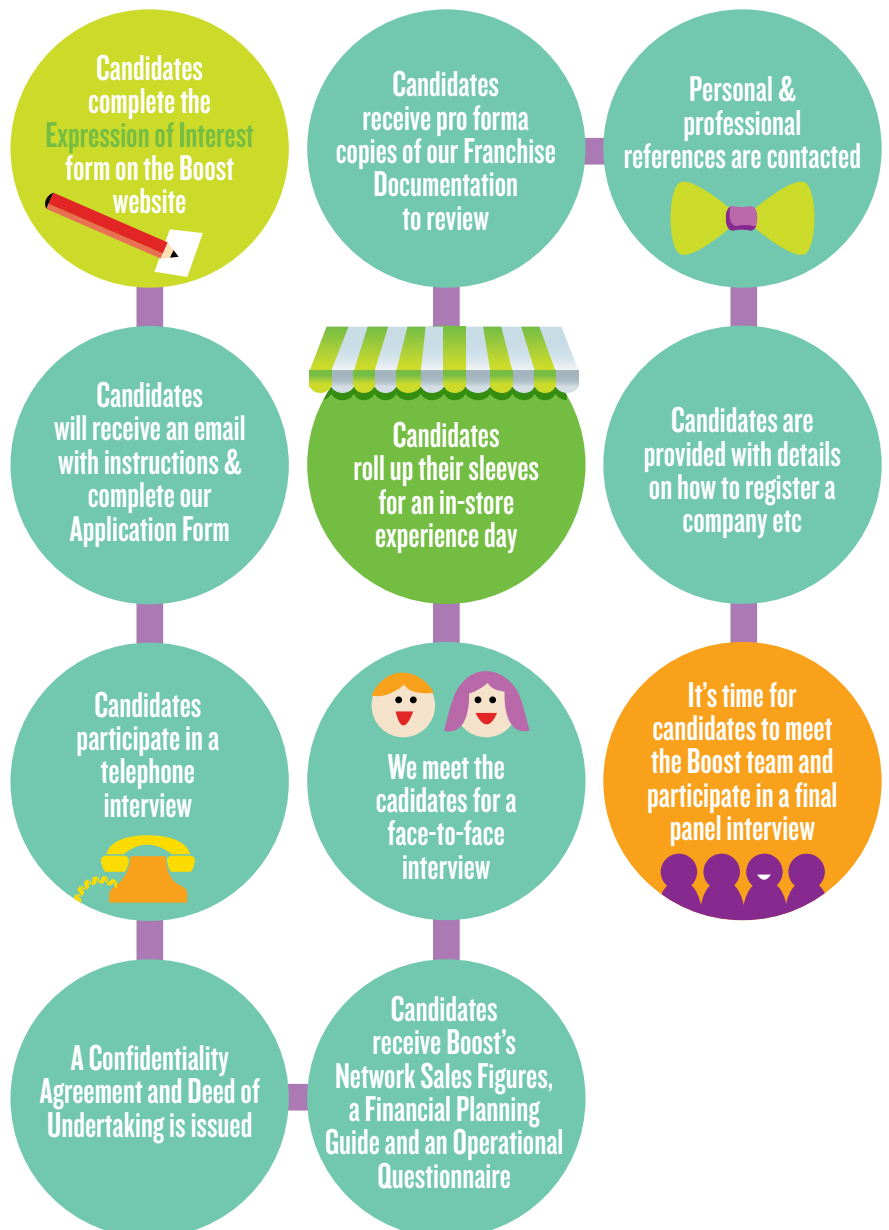 Candidates
complete the
Expression of Interest
form on the Boost
website
Candidates
will receive an email
with instructions &
complete our
Application Form
Candidates
participate in a
telephone
interview
A Confidentiality
Agreement and Deed of
Undertaking is issued
Candidates
receive Boost's
Network Sales Figures,
a Financial Planning
Guide and an Operational
Questionnaire
We meet the
cadidates for a
face-to-face
interview
Candidates
roll up their sleeves
for an in-store
experience day
Candidates
receive pro forma
copies of our Franchise
Documentation
to review
Personal &
professional
references are contacted
Candidates are
provided with details
on how to register a
company etc
It's time for
candidates to meet
the Boost team and
participate in a final
panel interview